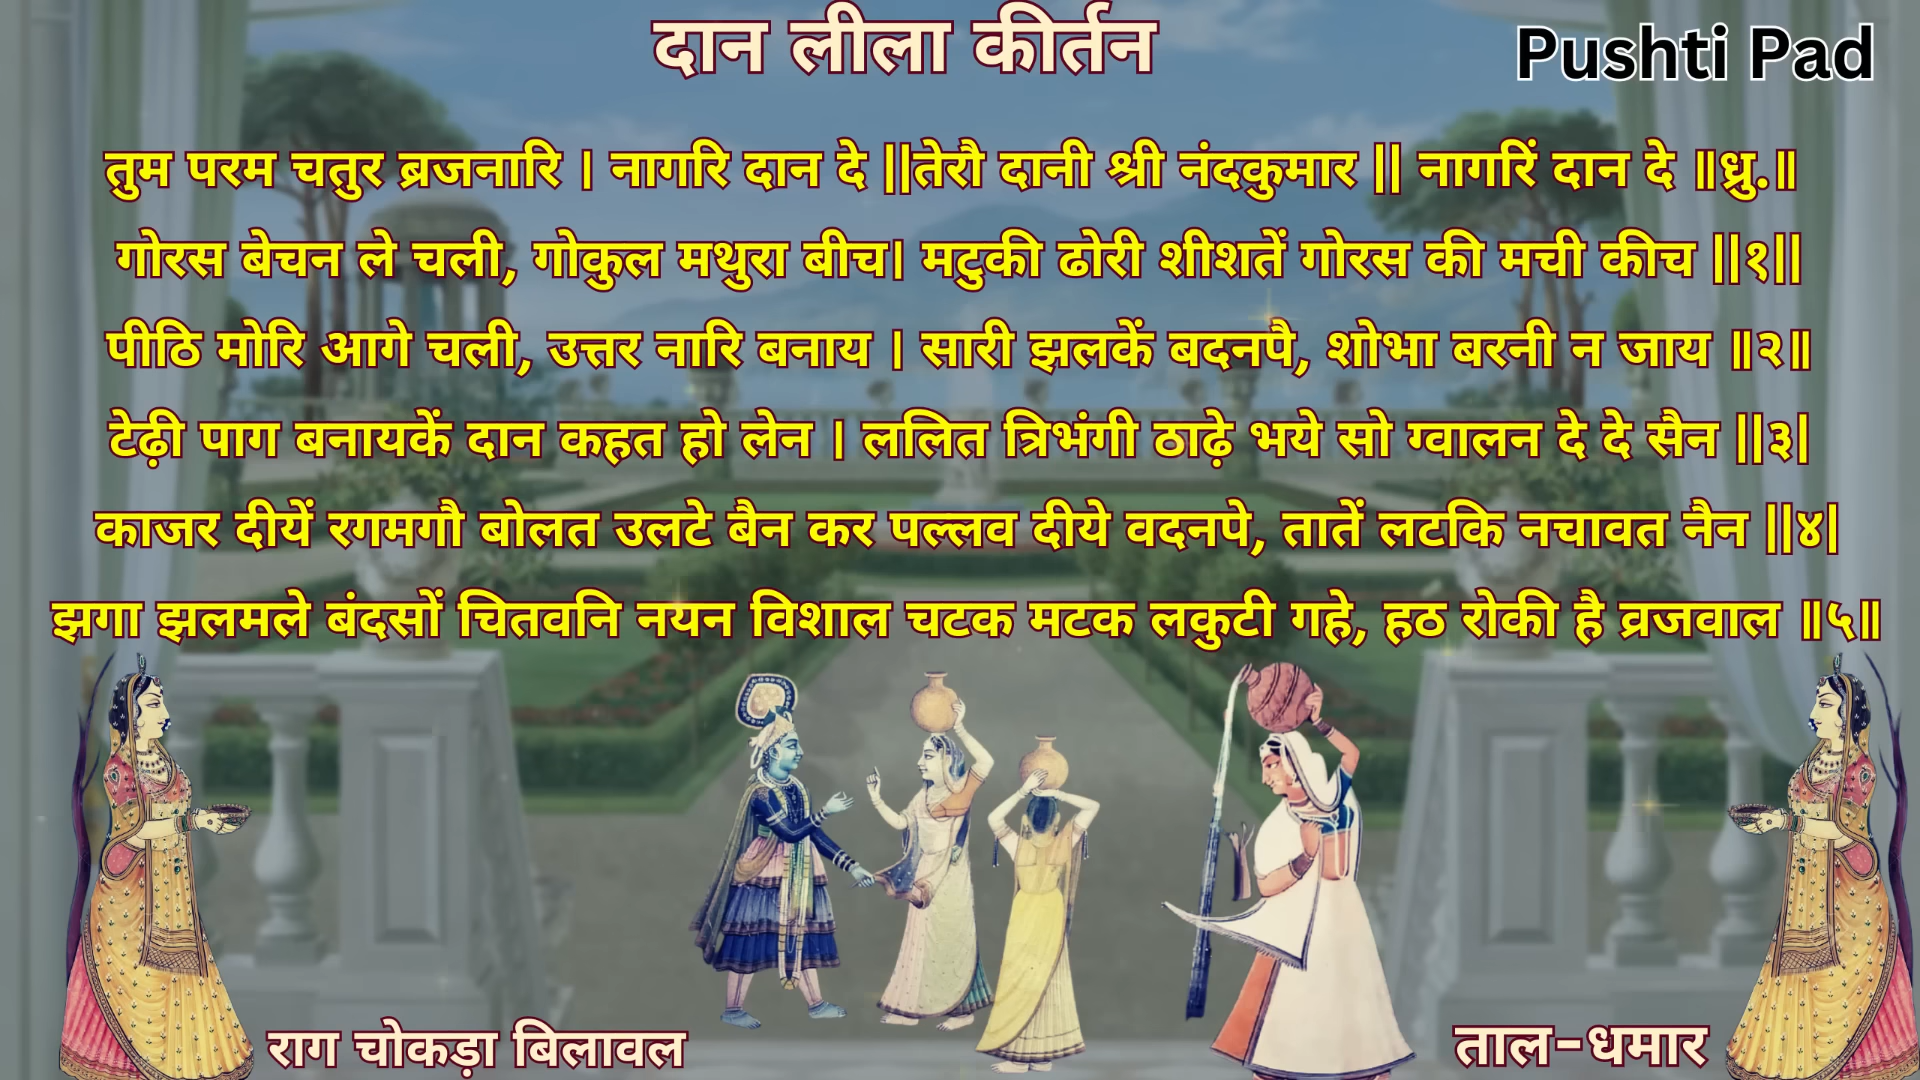 दान लीला कीर्तन
Pushti Pad
तुम परम चतुर ब्रजनारि । नागरि दान दे ||तेरौ दानी श्री नंदकुमार || नागरिं दान दे ॥ध्रु.॥
गोरस बेचन ले चली, गोकुल मथुरा बीच। मटुकी ढोरी शीशतें गोरस की मची कीच ||१||
पीठि मोरि आगे चली, उत्तर नारि बनाय । सारी झलकें बदनपै, शोभा बरनी न जाय ॥२॥
टेढ़ी पाग बनायकें दान कहत हो लेन । ललित त्रिभंगी ठाढ़े भये सो ग्वालन दे दे सैन ||३|
काजर दीयें रगमगौ बोलत उलटे बैन कर पल्लव दीये वदनपे, तातें लटकि नचावत नैन ||४|
झगा झलमले बंदसों चितवनि नयन विशाल चटक मटक लकुटी गहे, हठ रोकी है व्रजवाल ॥५॥
राग चोकड़ा बिलावल
ताल-धमार